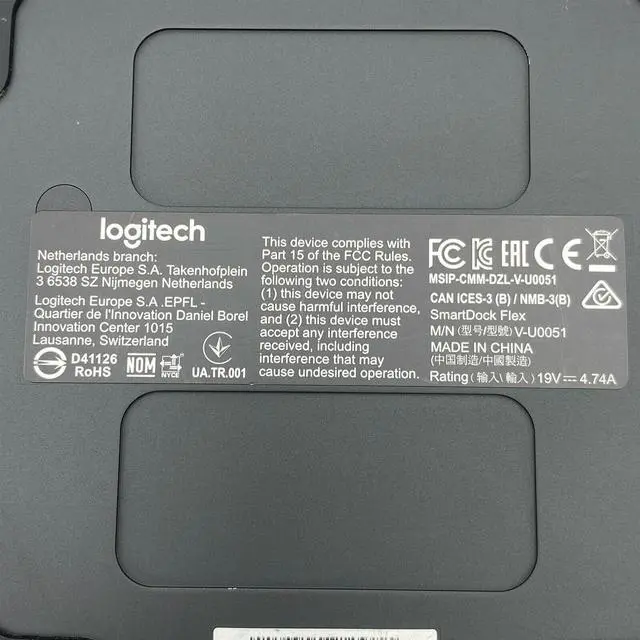 logitech
Netherlands branch:
Logitech Europe S.A. Takenhofplein
3 6538 SZ Nijmegen Netherlands
Logitech Europe S.A .EPFL -
Quartier de l'Innovation Daniel Borel
Innovation Center 1015
Lausanne, Switzerland
D41126
RoHS
NOM
NYCE
UA.TR.001
This device complies with
Part 15 of the FCC Rules.
Operation is subject to the
following two conditions:
(1) this device may not
cause harmful interference,
and (2) this device must
accept any interference
received, including
interference that may
cause undesired operation.
FC KC EAC CE
MSIP-CMM-DZL-V-U0051
CAN ICES-3 (B) / NMB-3(B)
SmartDock Flex
M/N (型号/型號) V-U0051
MADE IN CHINA
(中国制造/中國製造)
Rating ( 输入\ 輸入 ) 19V⎓ 4.74A